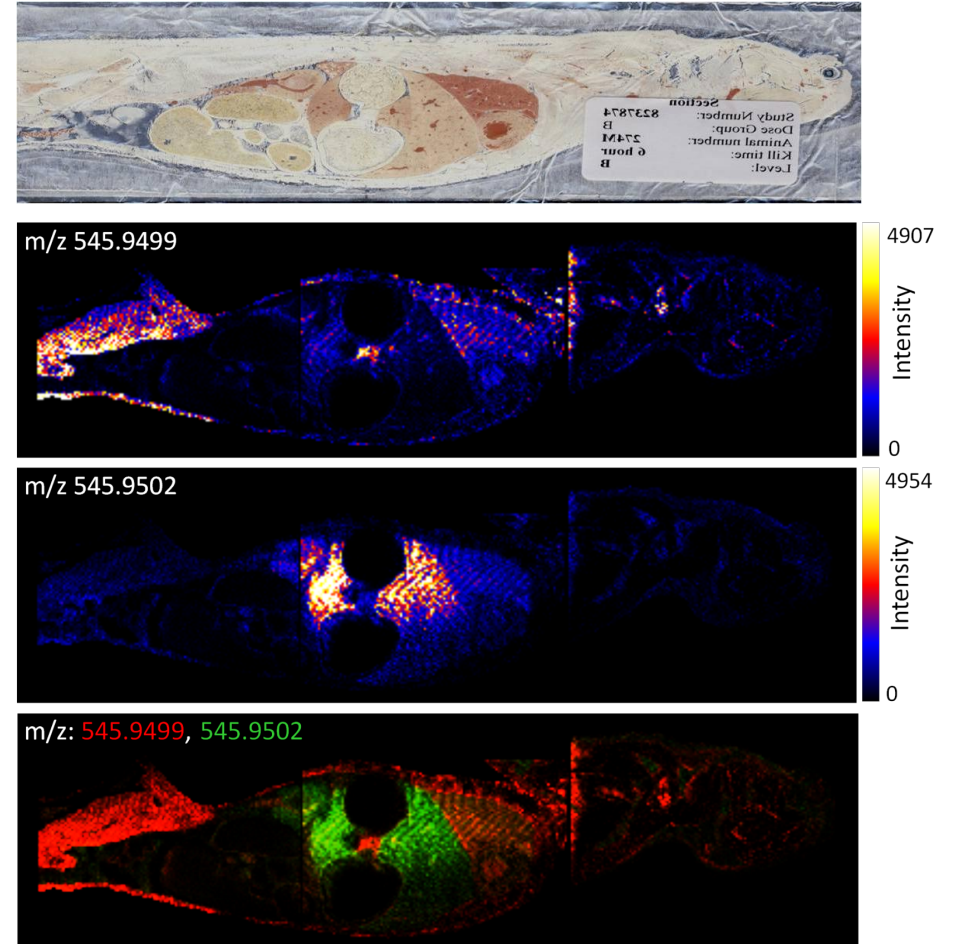 Section
Study Number: 8237874
Dose Group: B
Animal number: 274M
Kill time: 6 hour
Level: B
m/z 545.9499
4907
Intensity
0
m/z 545.9502
4954
Intensity
0
m/z: 545.9499, 545.9502